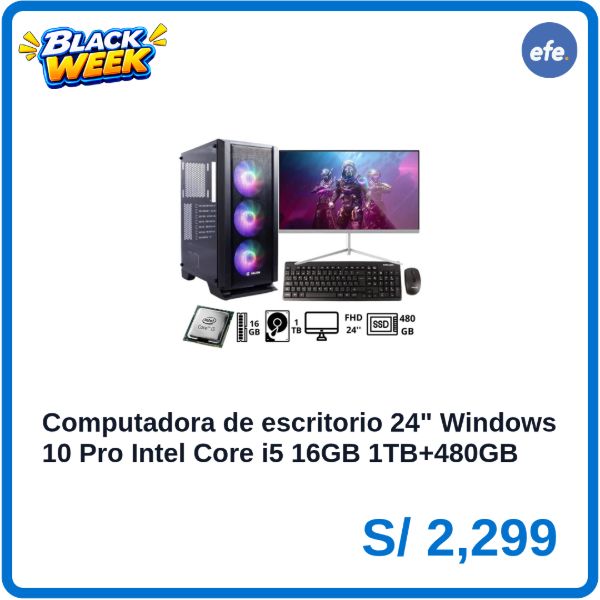 BLACK
WEEK
efe.
intel
16
GB
1
TB
FHD
24''
SSD
480
GB
Computadora de escritorio 24" Windows
10 Pro Intel Core i5 16GB 1TB+480GB
S/ 2,299